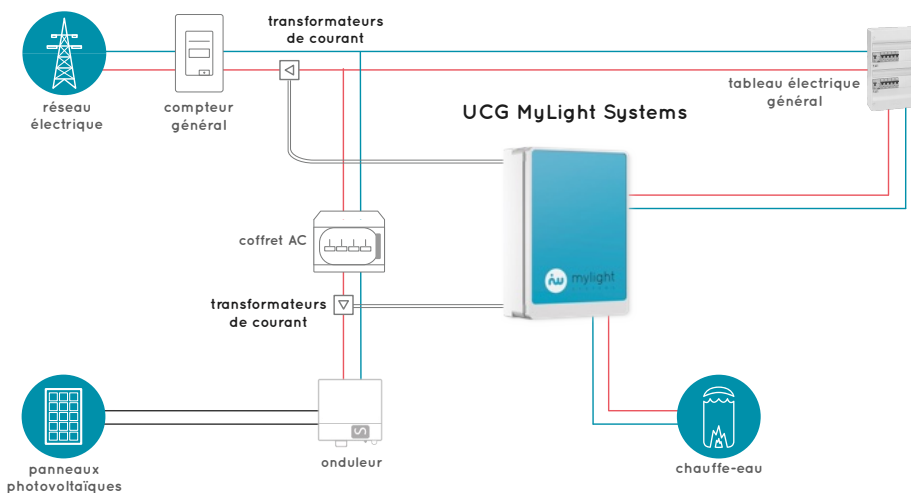 transformateurs
de courant
réseau
électrique
compteur
général
tableau électrique
général
UCG MyLight Systems
coffret AC
mylight
transformateurs
de courant
onduleur
chauffe-eau
panneaux
photovoltaïques